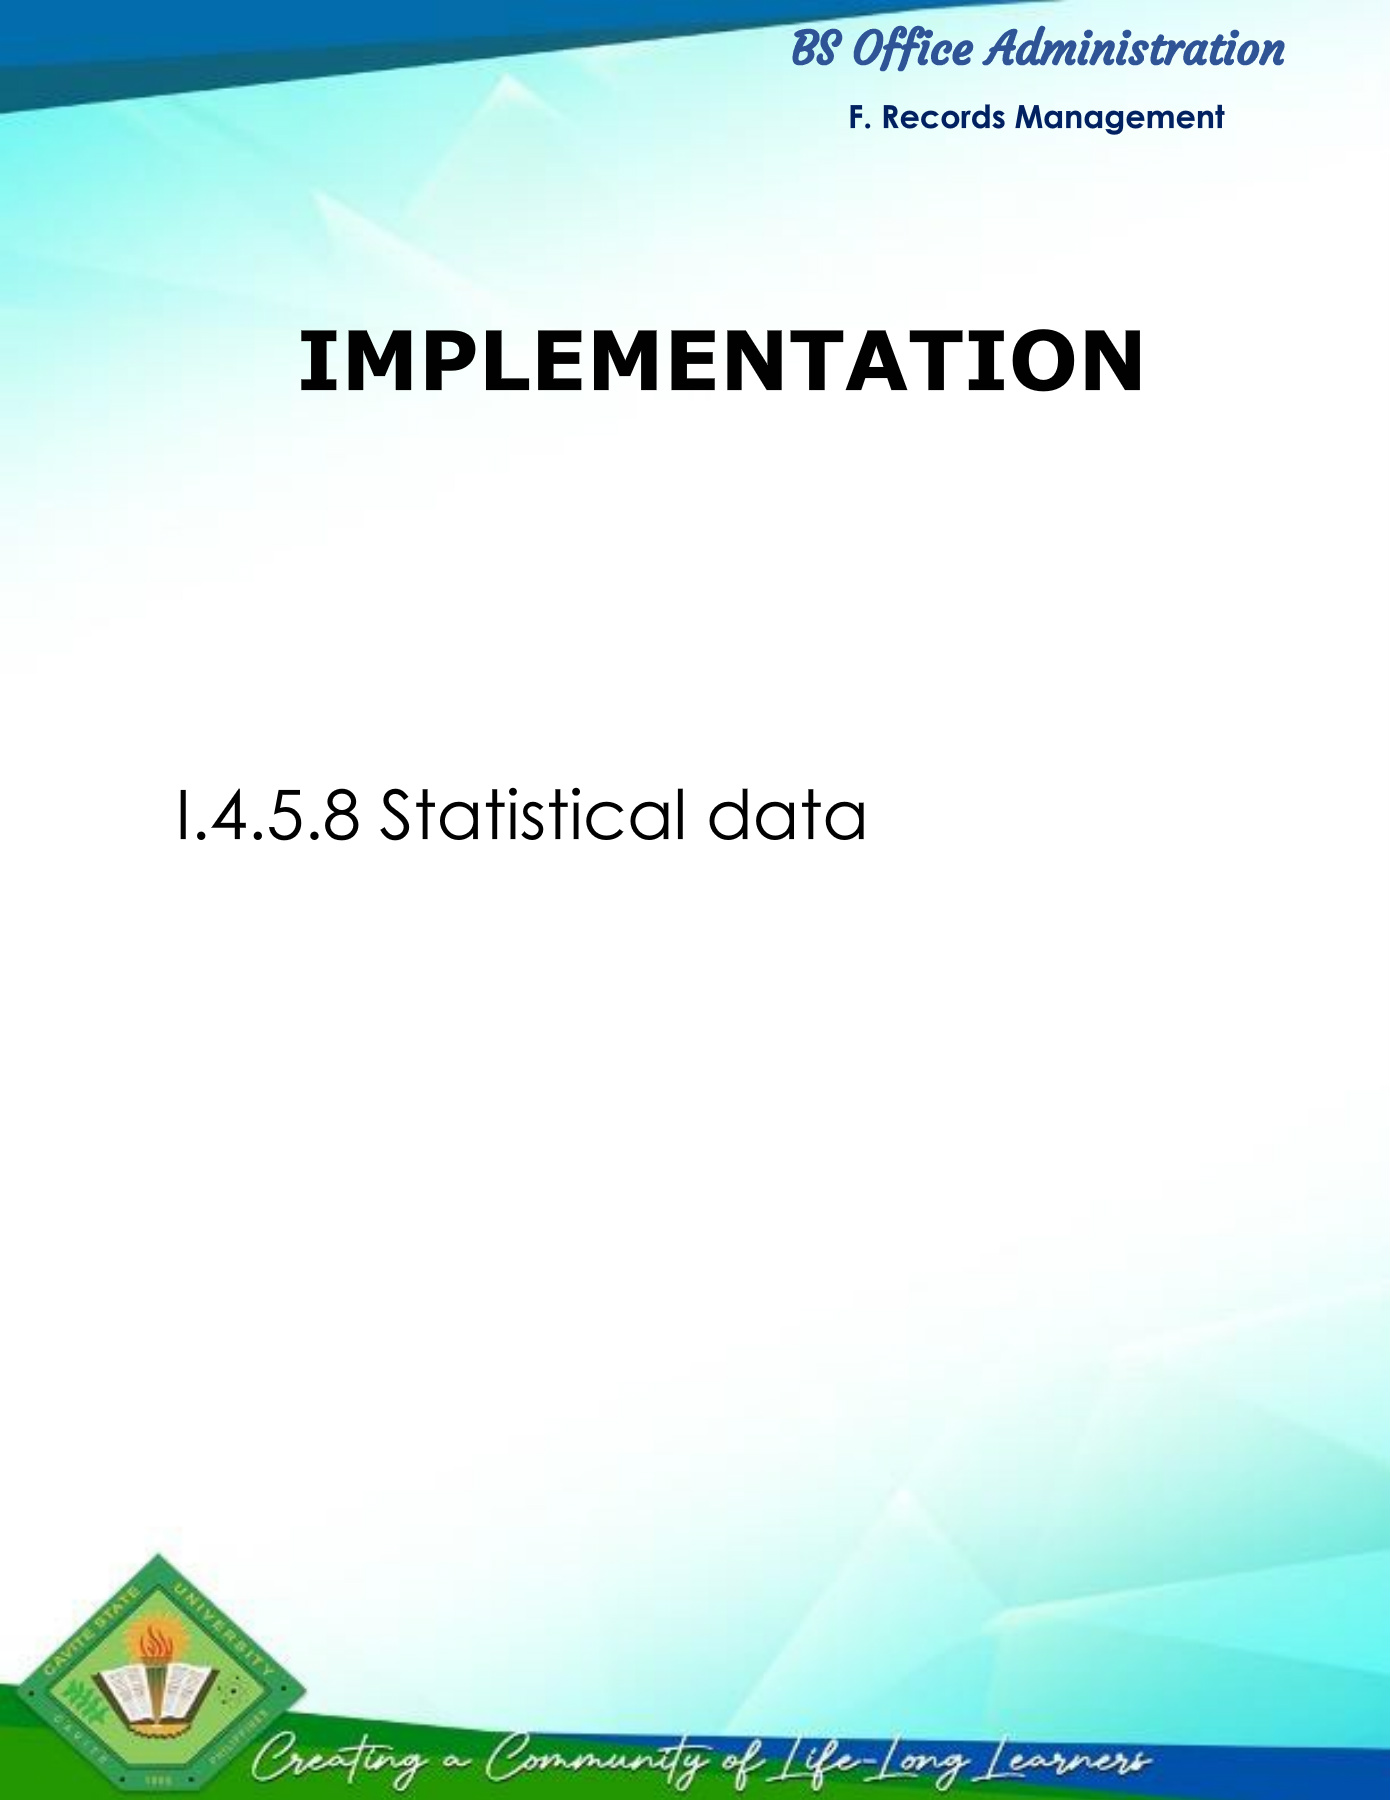 BS Office Administration
F. Records Management
IMPLEMENTATION
I.4.5.8 Statistical data
CAVITE STATE UNIVERSITY
CAVITE
PHILIPPINES
1906
Creating a Community of Life-Long Learners